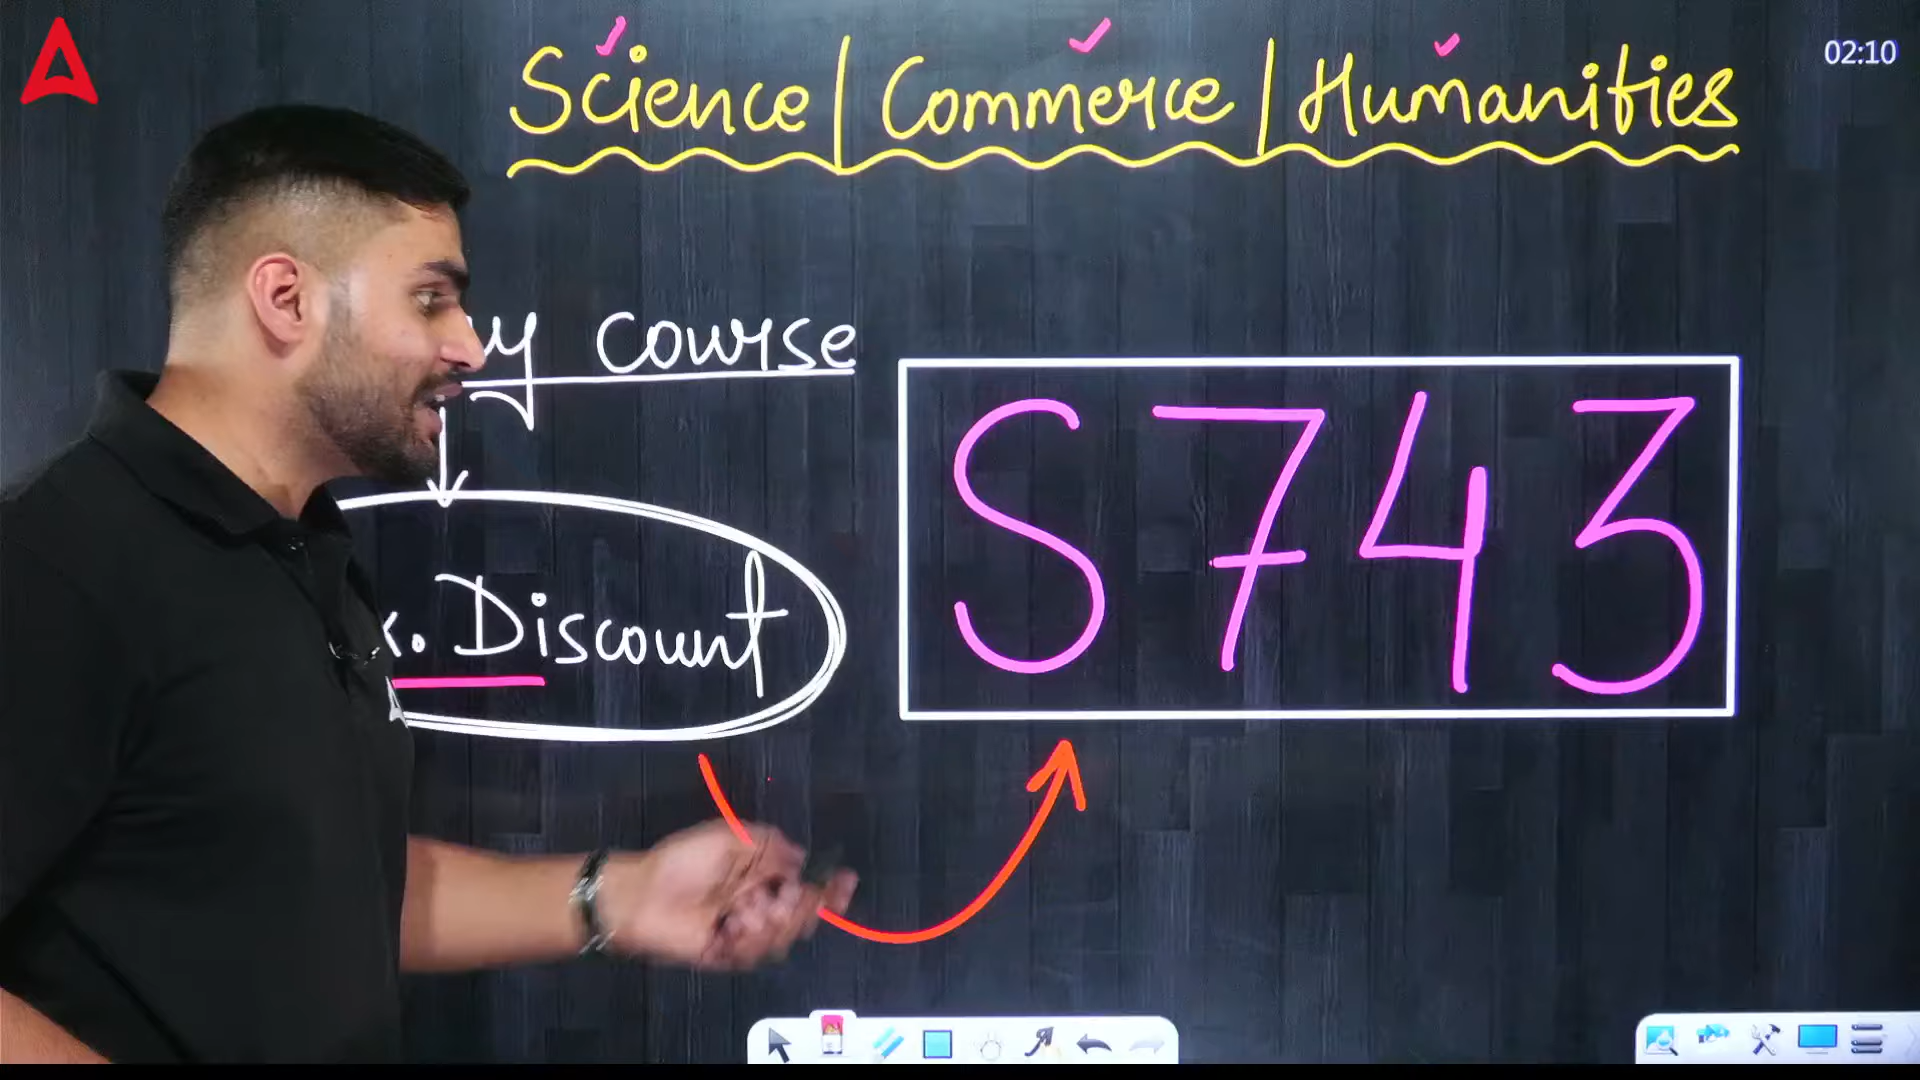 Science | Commerce | Humanities
02:10
course
S743
Discount